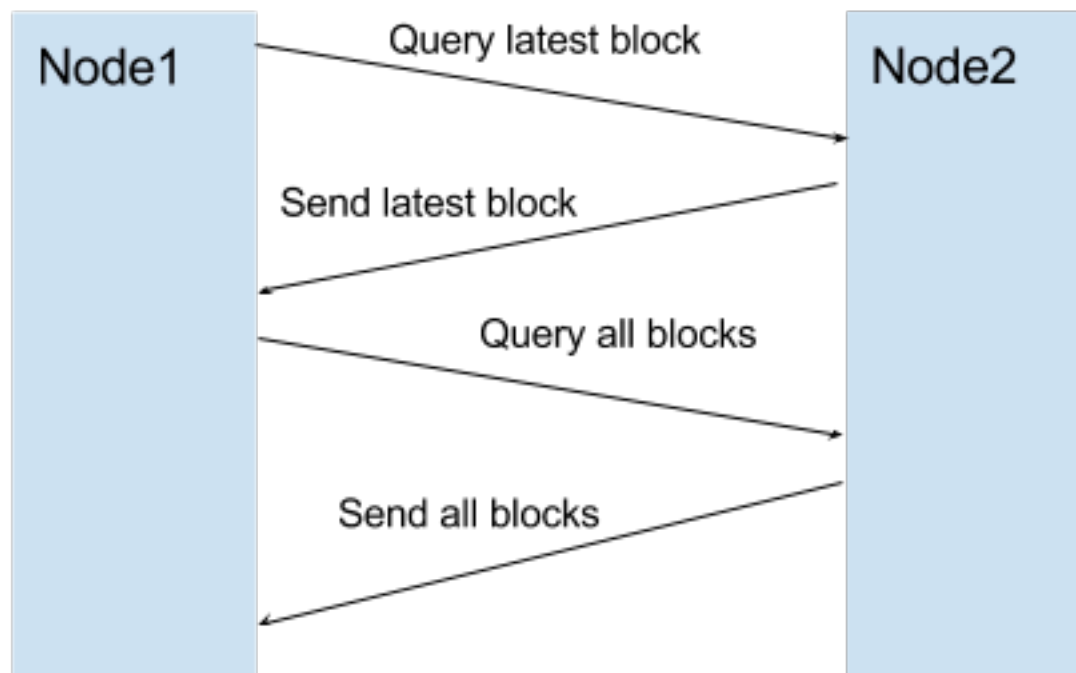 Node1
Query latest block
Node2
Send latest block
Query all blocks
Send all blocks